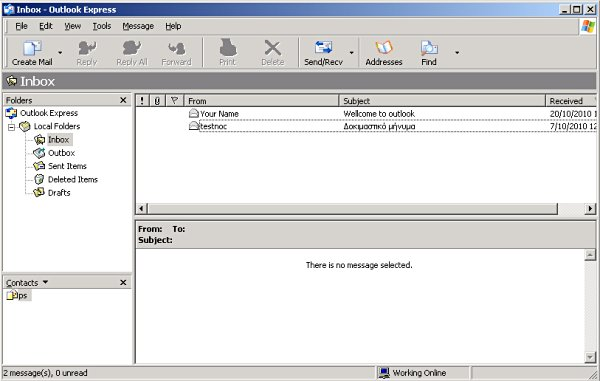 Inbox - Outlook Express
File Edit View Tools Message Help
Create Mail Reply Reply All Forward Print Delete Send/Recv Addresses Find
Inbox
Folders
Outlook Express
Local Folders
Inbox
Outbox
Sent Items
Deleted Items
Drafts
! From Subject Received
Your Name Wellcome to outlook 20/10/2010 1
testnoc Δοκιμαστικό μήνυμα 7/10/2010 12
From: To:
Subject:
There is no message selected.
Contacts
ips
2 message(s), 0 unread Working Online